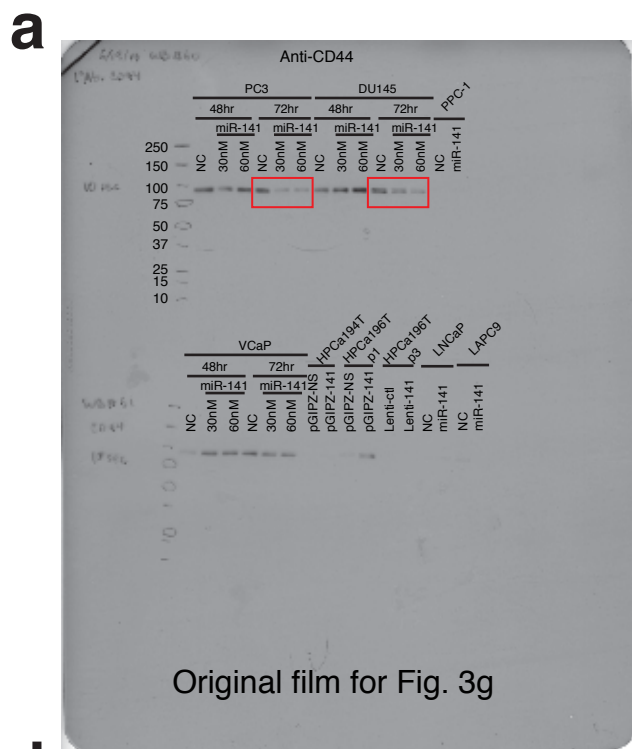 a
Anti-CD44
PC3 DU145
48hr 72hr 48hr 72hr PPC-1
miR-141 miR-141 miR-141 miR-141
NC 30nM 60nM NC 30nM 60nM NC 30nM 60nM NC 30nM 60nM NC miR-141
250
150
100
75
50
37
25
15
10
VCaP HPCa194T HPCa196T p1 HPCa196T p3 LNCaP LAPC9
48hr 72hr
miR-141 miR-141
NC 30nM 60nM NC 30nM 60nM pGIPZ-NS pGIPZ-141 pGIPZ-NS pGIPZ-141 Lenti-ctl Lenti-141 NC miR-141 NC miR-141
Original film for Fig. 3g